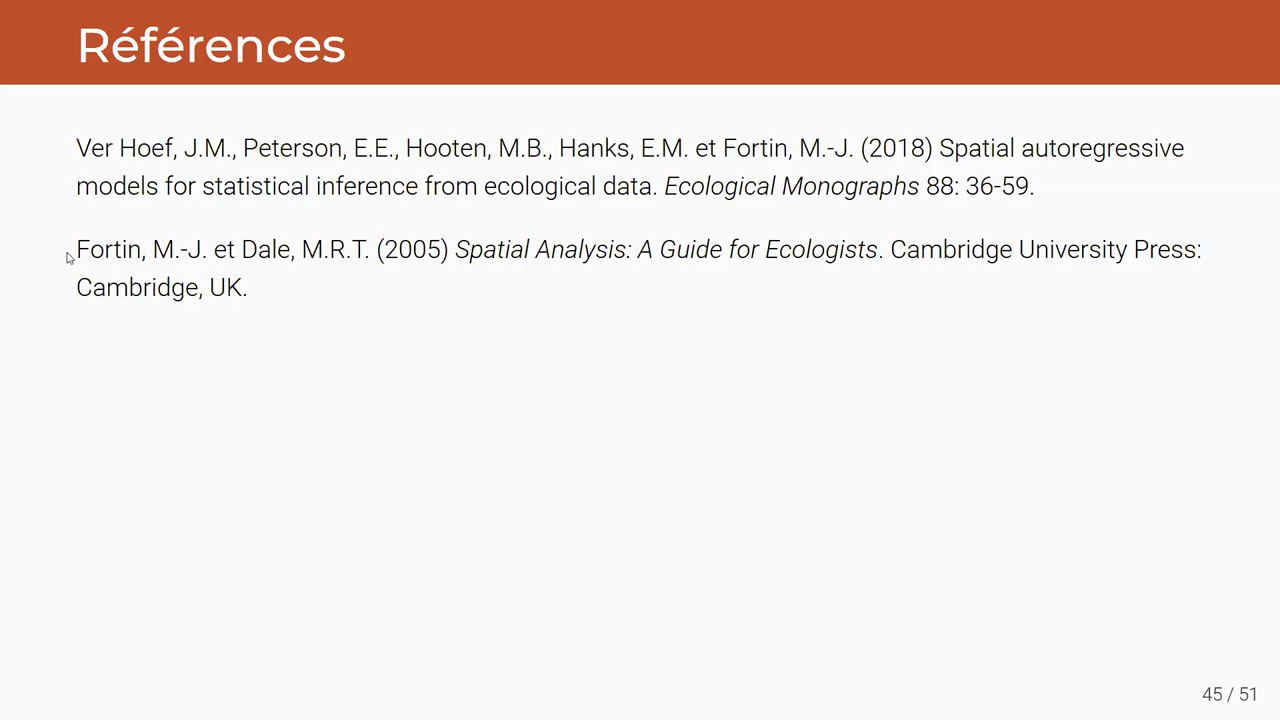 Références
Ver Hoef, J.M., Peterson, E.E., Hooten, M.B., Hanks, E.M. et Fortin, M.-J. (2018) Spatial autoregressive
models for statistical inference from ecological data. Ecological Monographs 88: 36-59.
Fortin, M.-J. et Dale, M.R.T. (2005) Spatial Analysis: A Guide for Ecologists. Cambridge University Press:
Cambridge, UK.
45 / 51